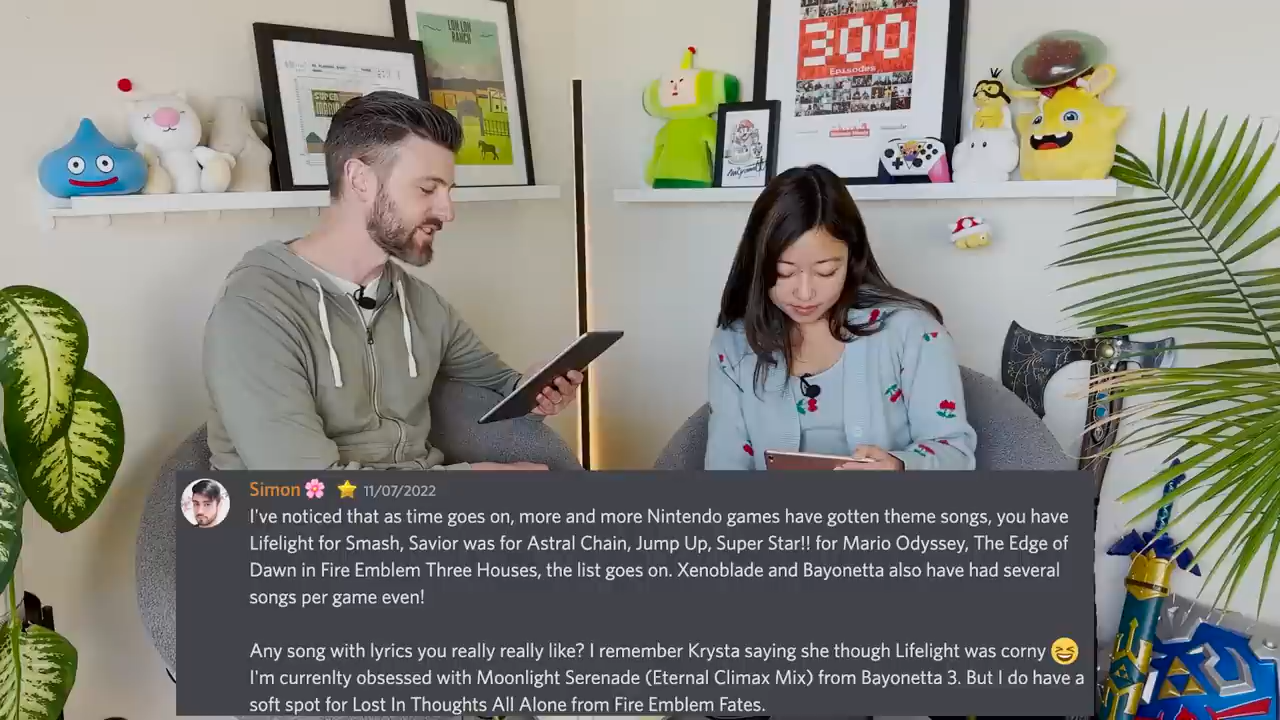 LON LON
RANCH
SUPER
MARIO
300
Episodes
Simon 🌸 ⭐ 11/07/2022
I've noticed that as time goes on, more and more Nintendo games have gotten theme songs, you have
Lifelight for Smash, Savior was for Astral Chain, Jump Up, Super Star!! for Mario Odyssey, The Edge of
Dawn in Fire Emblem Three Houses, the list goes on. Xenoblade and Bayonetta also have had several
songs per game even!
Any song with lyrics you really really like? I remember Krysta saying she though Lifelight was corny 😆
I'm currenlty obsessed with Moonlight Serenade (Eternal Climax Mix) from Bayonetta 3. But I do have a
soft spot for Lost In Thoughts All Alone from Fire Emblem Fates.